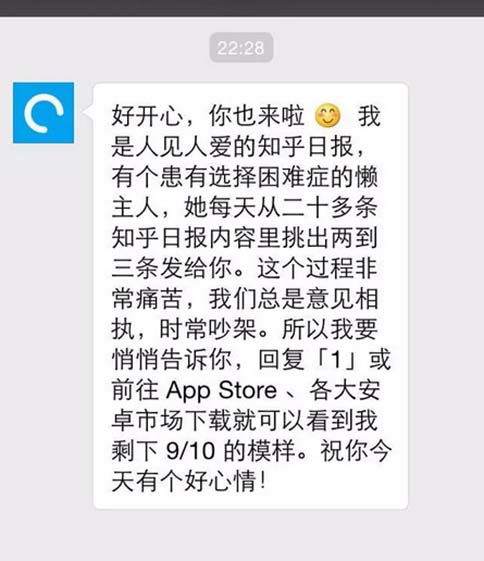 22:28
好开心，你也来啦 😊 我
是人见人爱的知乎日报，
有个患有选择困难症的懒
主人，她每天从二十多条
知乎日报内容里挑出两到
三条发给你。这个过程非
常痛苦，我们总是意见相
执，时常吵架。所以我要
悄悄告诉你，回复「1」或
前往 App Store 、各大安
卓市场下载就可以看到我
剩下 9/10 的模样。祝你今
天有个好心情！